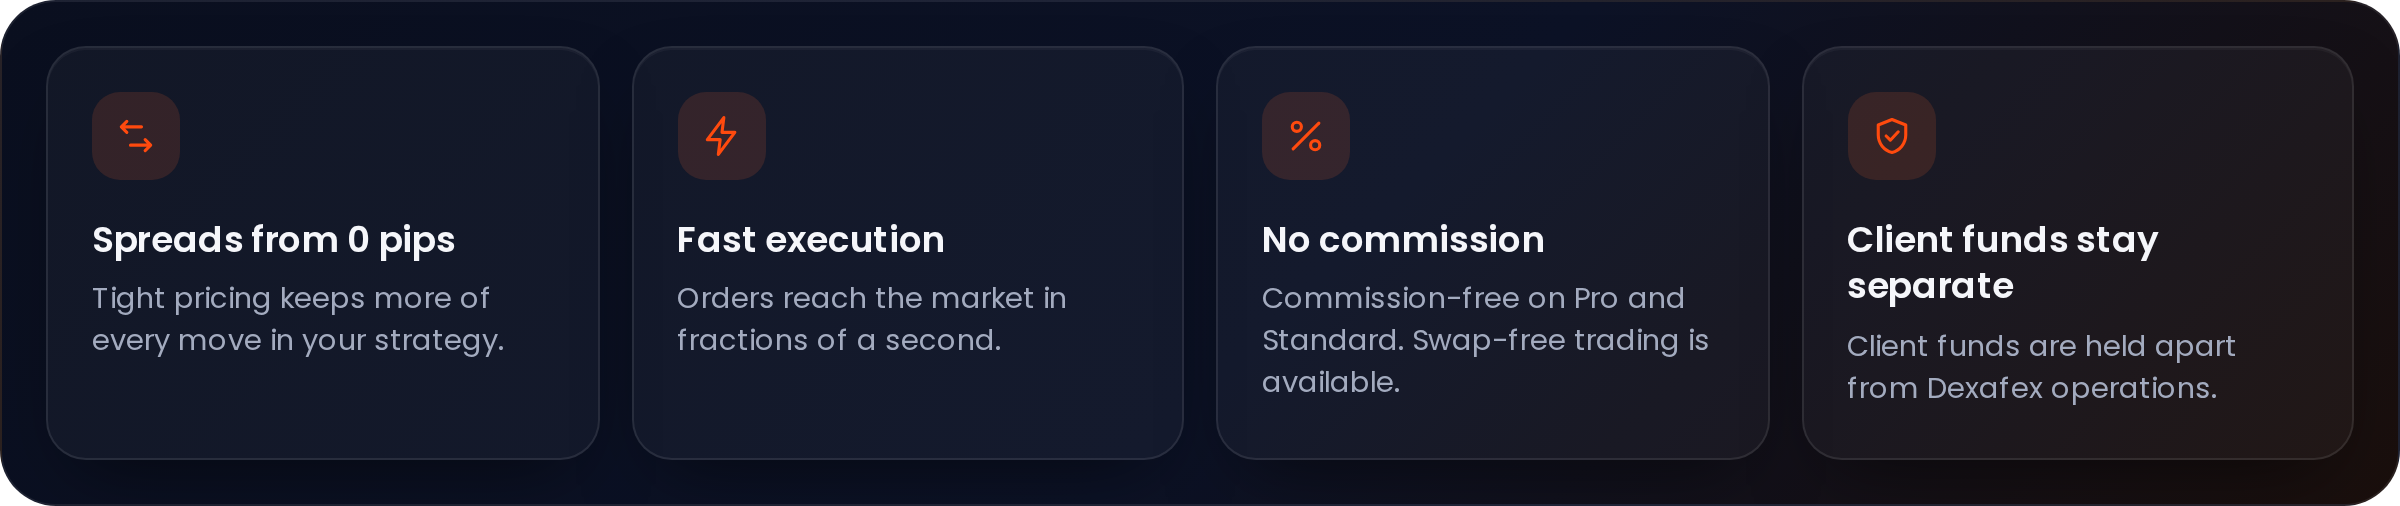 Spreads from 0 pips
Tight pricing keeps more of
every move in your strategy.
Fast execution
Orders reach the market in
fractions of a second.
No commission
Commission-free on Pro and
Standard. Swap-free trading is
available.
Client funds stay
separate
Client funds are held apart
from Dexafex operations.